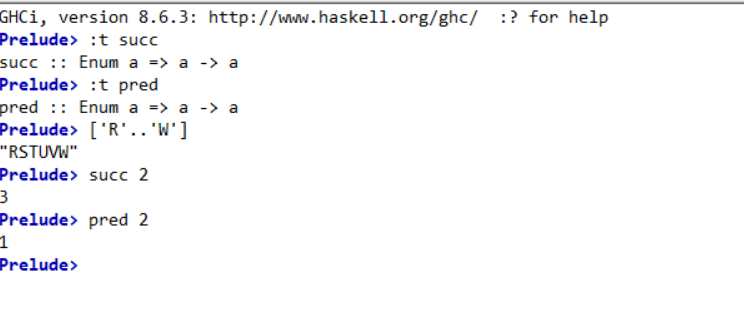 GHCi, version 8.6.3: http://www.haskell.org/ghc/  :? for help
Prelude> :t succ
succ :: Enum a => a -> a
Prelude> :t pred
pred :: Enum a => a -> a
Prelude> ['R'..'W']
"RSTUVW"
Prelude> succ 2
3
Prelude> pred 2
1
Prelude>